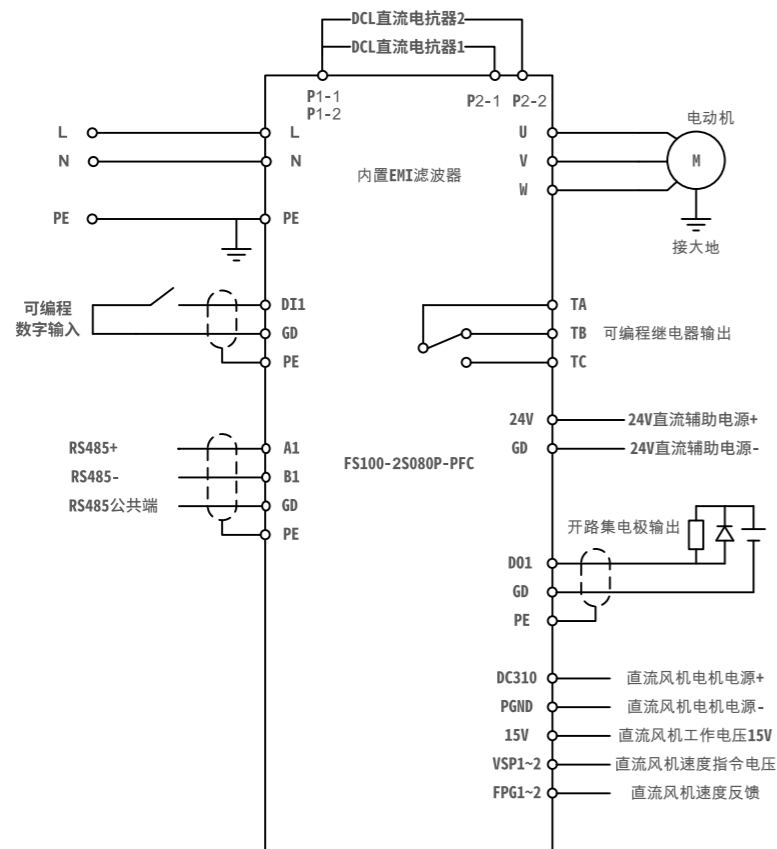 DCL直流电抗器2
DCL直流电抗器1
P1-1
P1-2
P2-1 P2-2
L
L
N
N
PE
PE
U
V
W
电动机
M
接大地
内置EMI滤波器
可编程
数字输入
DI1
GD
PE
TA
TB
TC
可编程继电器输出
24V
24V直流辅助电源+
GD
24V直流辅助电源-
RS485+
A1
RS485-
B1
RS485公共端
GD
PE
FS100-2S080P-PFC
开路集电极输出
DO1
GD
PE
DC310
直流风机电机电源+
PGND
直流风机电机电源-
15V
直流风机工作电压15V
VSP1~2
直流风机速度指令电压
FPG1~2
直流风机速度反馈